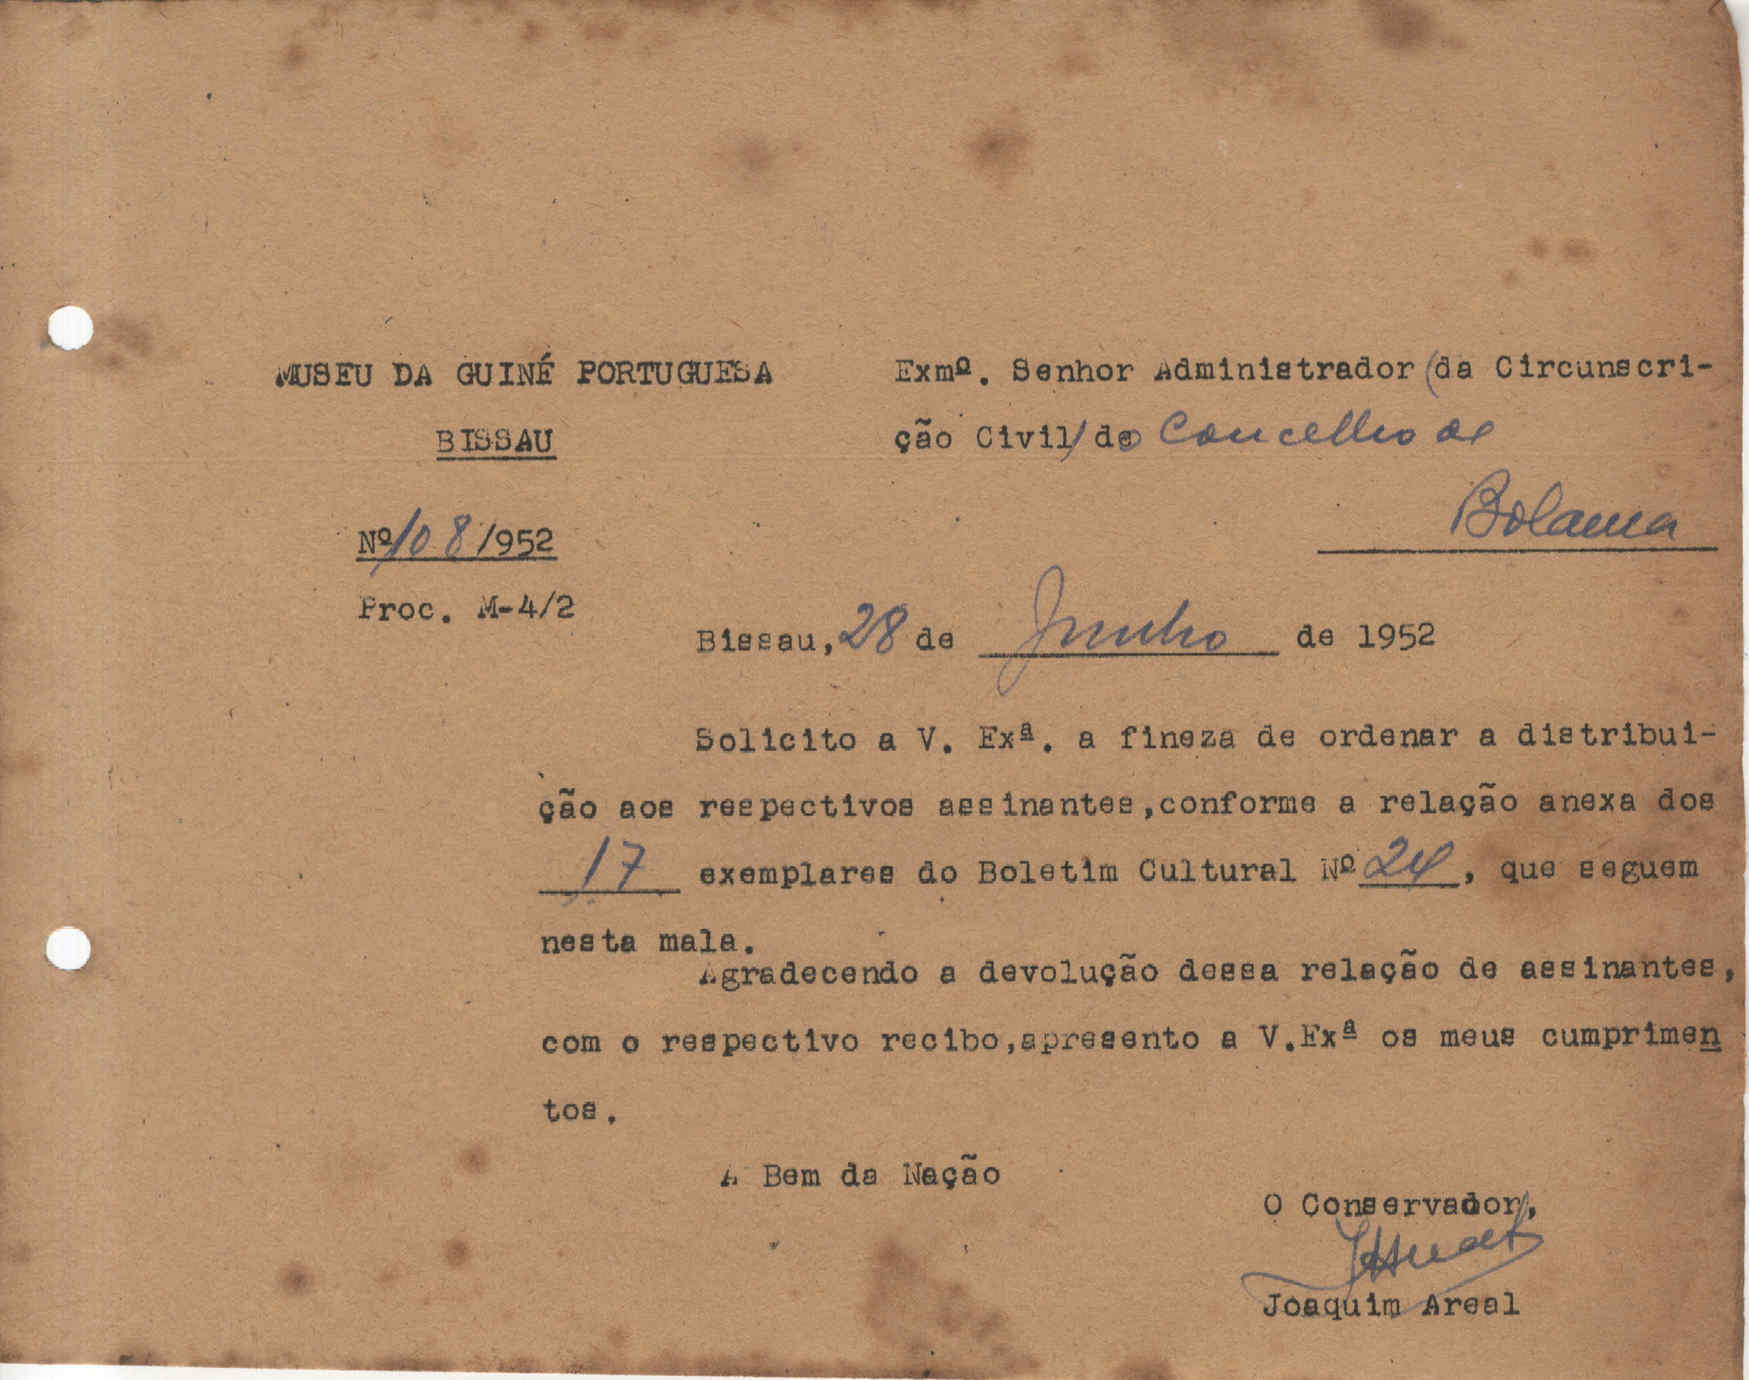 MUSEU DA GUINÉ PORTUGUESA
BISSAU
Nº108/952
Proc. M-4/2
Exmº. Senhor Administrador (da Circunscri-
ção Civil) do Concelho de
Bolama
Bissau, 28 de Junho de 1952
Solicito a V. Exª. a fineza de ordenar a distribui-
ção aos respectivos assinantes,conforme a relação anexa dos
17 exemplares do Boletim Cultural Nº 24, que seguem
nesta mala.
Agradecendo a devolução dessa relação de assinantes,
com o respectivo recibo,apresento a V.Exª os meus cumprimen
tos.
A Bem da Nação
O Conservador,
Joaquim Areal